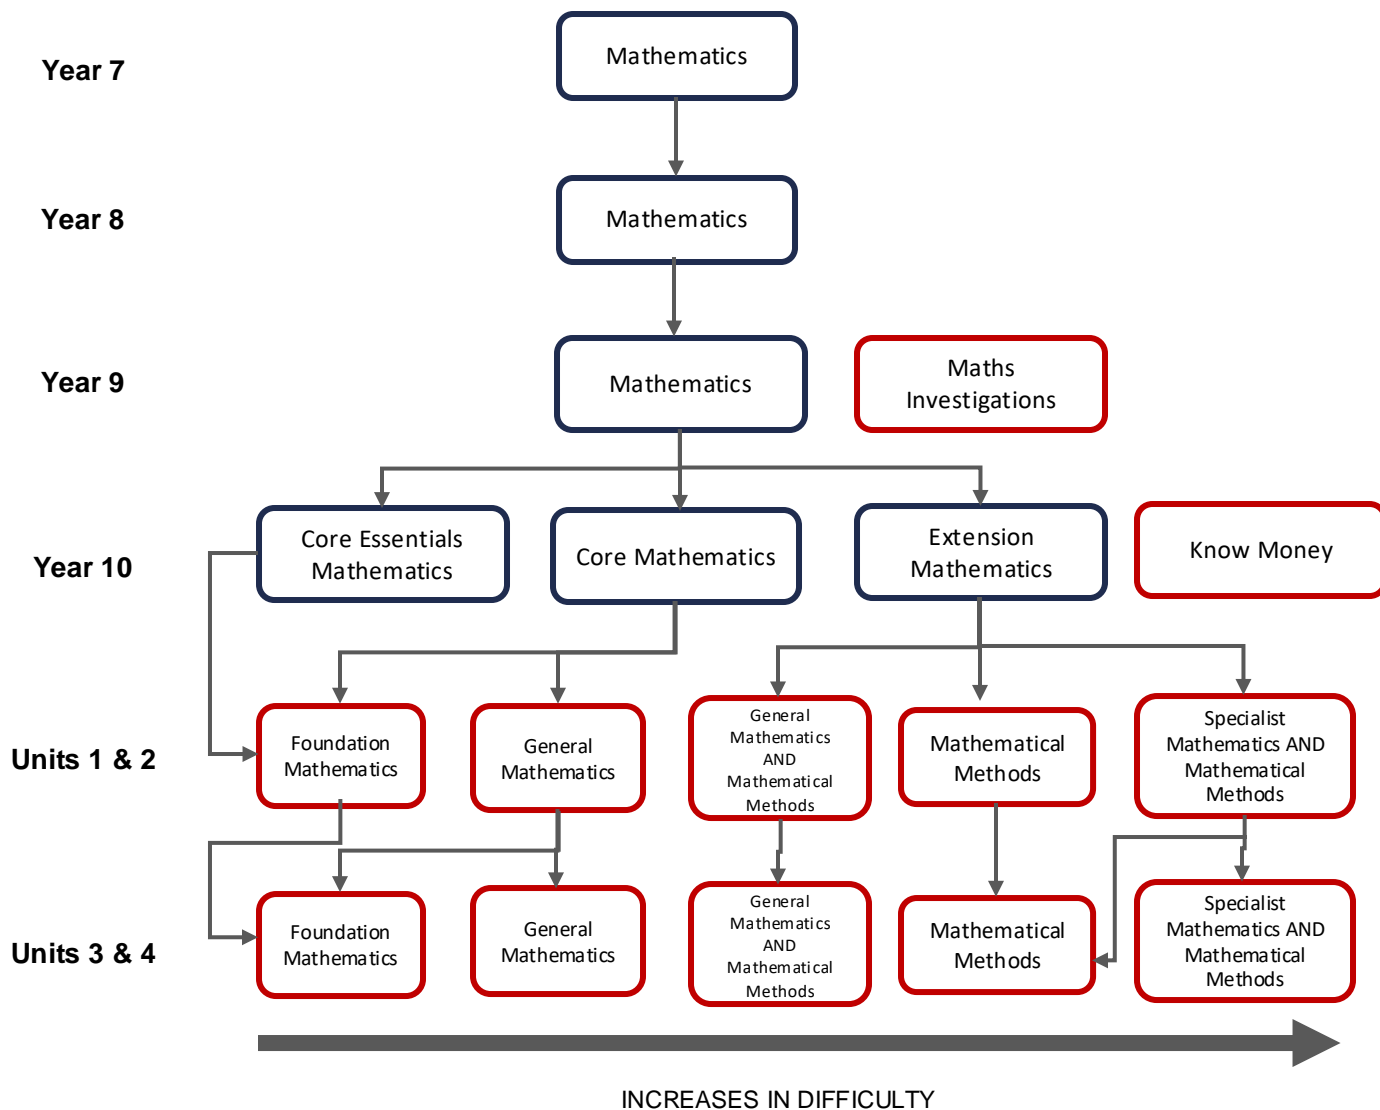 Year 7
Mathematics
Year 8
Mathematics
Year 9
Mathematics
Maths
Investigations
Year 10
Core Essentials
Mathematics
Core Mathematics
Extension
Mathematics
Know Money
Units 1 & 2
Foundation
Mathematics
General
Mathematics
General
Mathematics
AND
Mathematical
Methods
Mathematical
Methods
Specialist
Mathematics AND
Mathematical
Methods
Units 3 & 4
Foundation
Mathematics
General
Mathematics
General
Mathematics
AND
Mathematical
Methods
Mathematical
Methods
Specialist
Mathematics AND
Mathematical
Methods
INCREASES IN DIFFICULTY